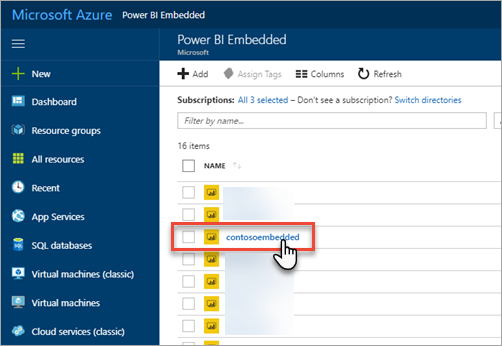 Microsoft Azure Power BI Embedded
Power BI Embedded
Microsoft
New
Dashboard
Resource groups
All resources
Recent
App Services
SQL databases
Virtual machines (classic)
Virtual machines
Cloud services (classic)
Add Assign Tags Columns Refresh
Subscriptions: All 3 selected – Don't see a subscription? Switch directories
Filter by name...
16 items
NAME
contosoembedded